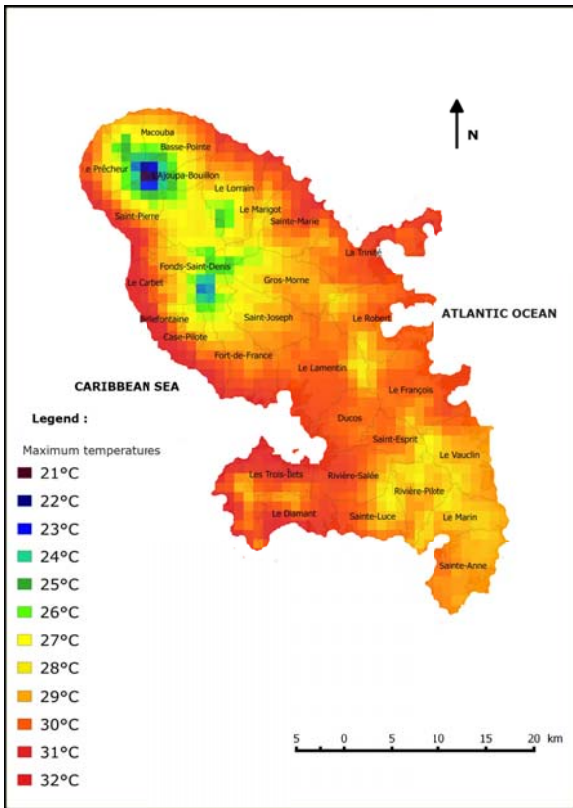 N
Macouba
Basse-Pointe
e Prêcheur
Ajoupa-Bouillon
Le Lorrain
Le Marigot
Saint-Pierre
Sainte-Marie
La Trinité
Fonds-Saint-Denis
Le Carbet
Gros-Morne
ATLANTIC OCEAN
Bellefontaine
Saint-Joseph
Le Robert
Case-Pilote
Fort-de-France
Le Lamentin
CARIBBEAN SEA
Le François
Legend :
Ducos
Saint-Esprit
Maximum temperatures
Le Vauclin
21°C
Les Trois-Îlets
Rivière-Salée
22°C
Rivière-Pilote
23°C
Le Diamant
Sainte-Luce
Le Marin
24°C
Sainte-Anne
25°C
26°C
27°C
28°C
29°C
30°C
31°C
32°C
5 0 5 10 15 20
km